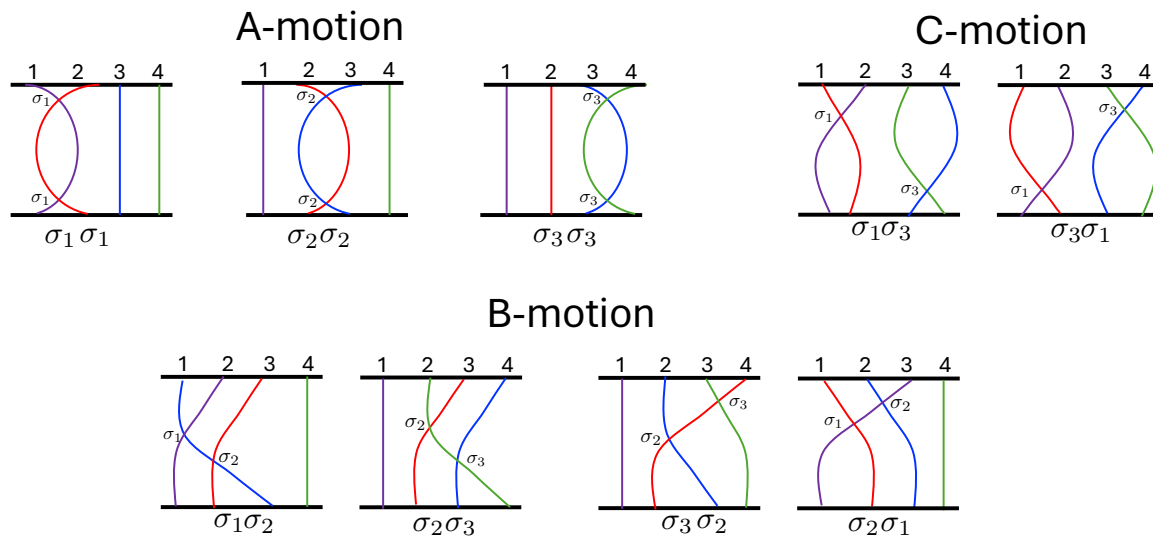 A-motion
C-motion
1 2 3 4
1 2 3 4
1 2 3 4
1 2 3 4
1 2 3 4
σ₁
σ₁
σ₁σ₁
σ₂
σ₂
σ₂σ₂
σ₃
σ₃
σ₃σ₃
σ₁
σ₃
σ₁σ₃
σ₃
σ₁
σ₃σ₁
B-motion
1 2 3 4
1 2 3 4
1 2 3 4
1 2 3 4
σ₁
σ₂
σ₁σ₂
σ₂
σ₃
σ₂σ₃
σ₃
σ₂
σ₃σ₂
σ₂
σ₁
σ₂σ₁